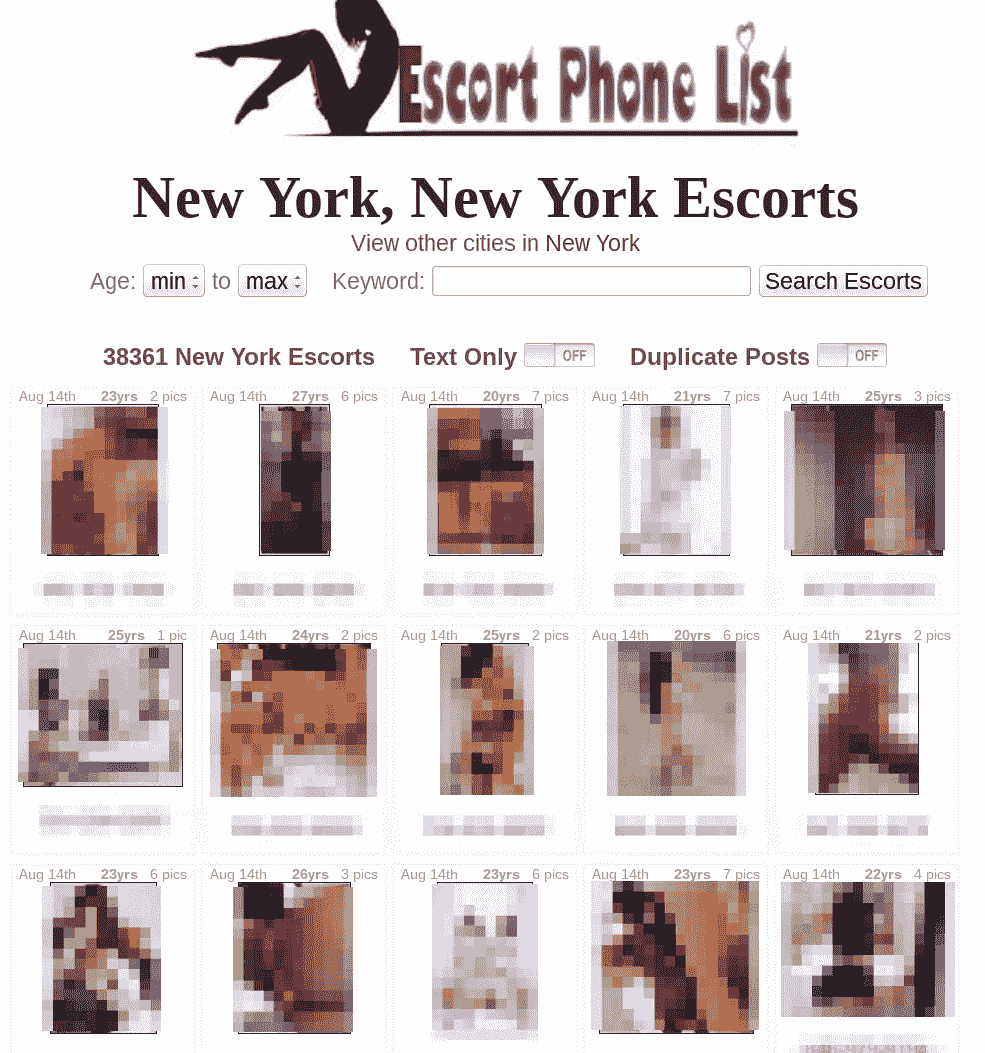 Escort Phone List
New York, New York Escorts
View other cities in New York
Age: min to max Keyword: Search Escorts
38361 New York Escorts Text Only OFF Duplicate Posts OFF
Aug 14th 23yrs 2 pics Aug 14th 27yrs 6 pics Aug 14th 20yrs 7 pics Aug 14th 21yrs 7 pics Aug 14th 25yrs 3 pics
Aug 14th 25yrs 1 pic Aug 14th 24yrs 2 pics Aug 14th 25yrs 2 pics Aug 14th 20yrs 6 pics Aug 14th 21yrs 2 pics
Aug 14th 23yrs 6 pics Aug 14th 26yrs 3 pics Aug 14th 23yrs 6 pics Aug 14th 23yrs 7 pics Aug 14th 22yrs 4 pics